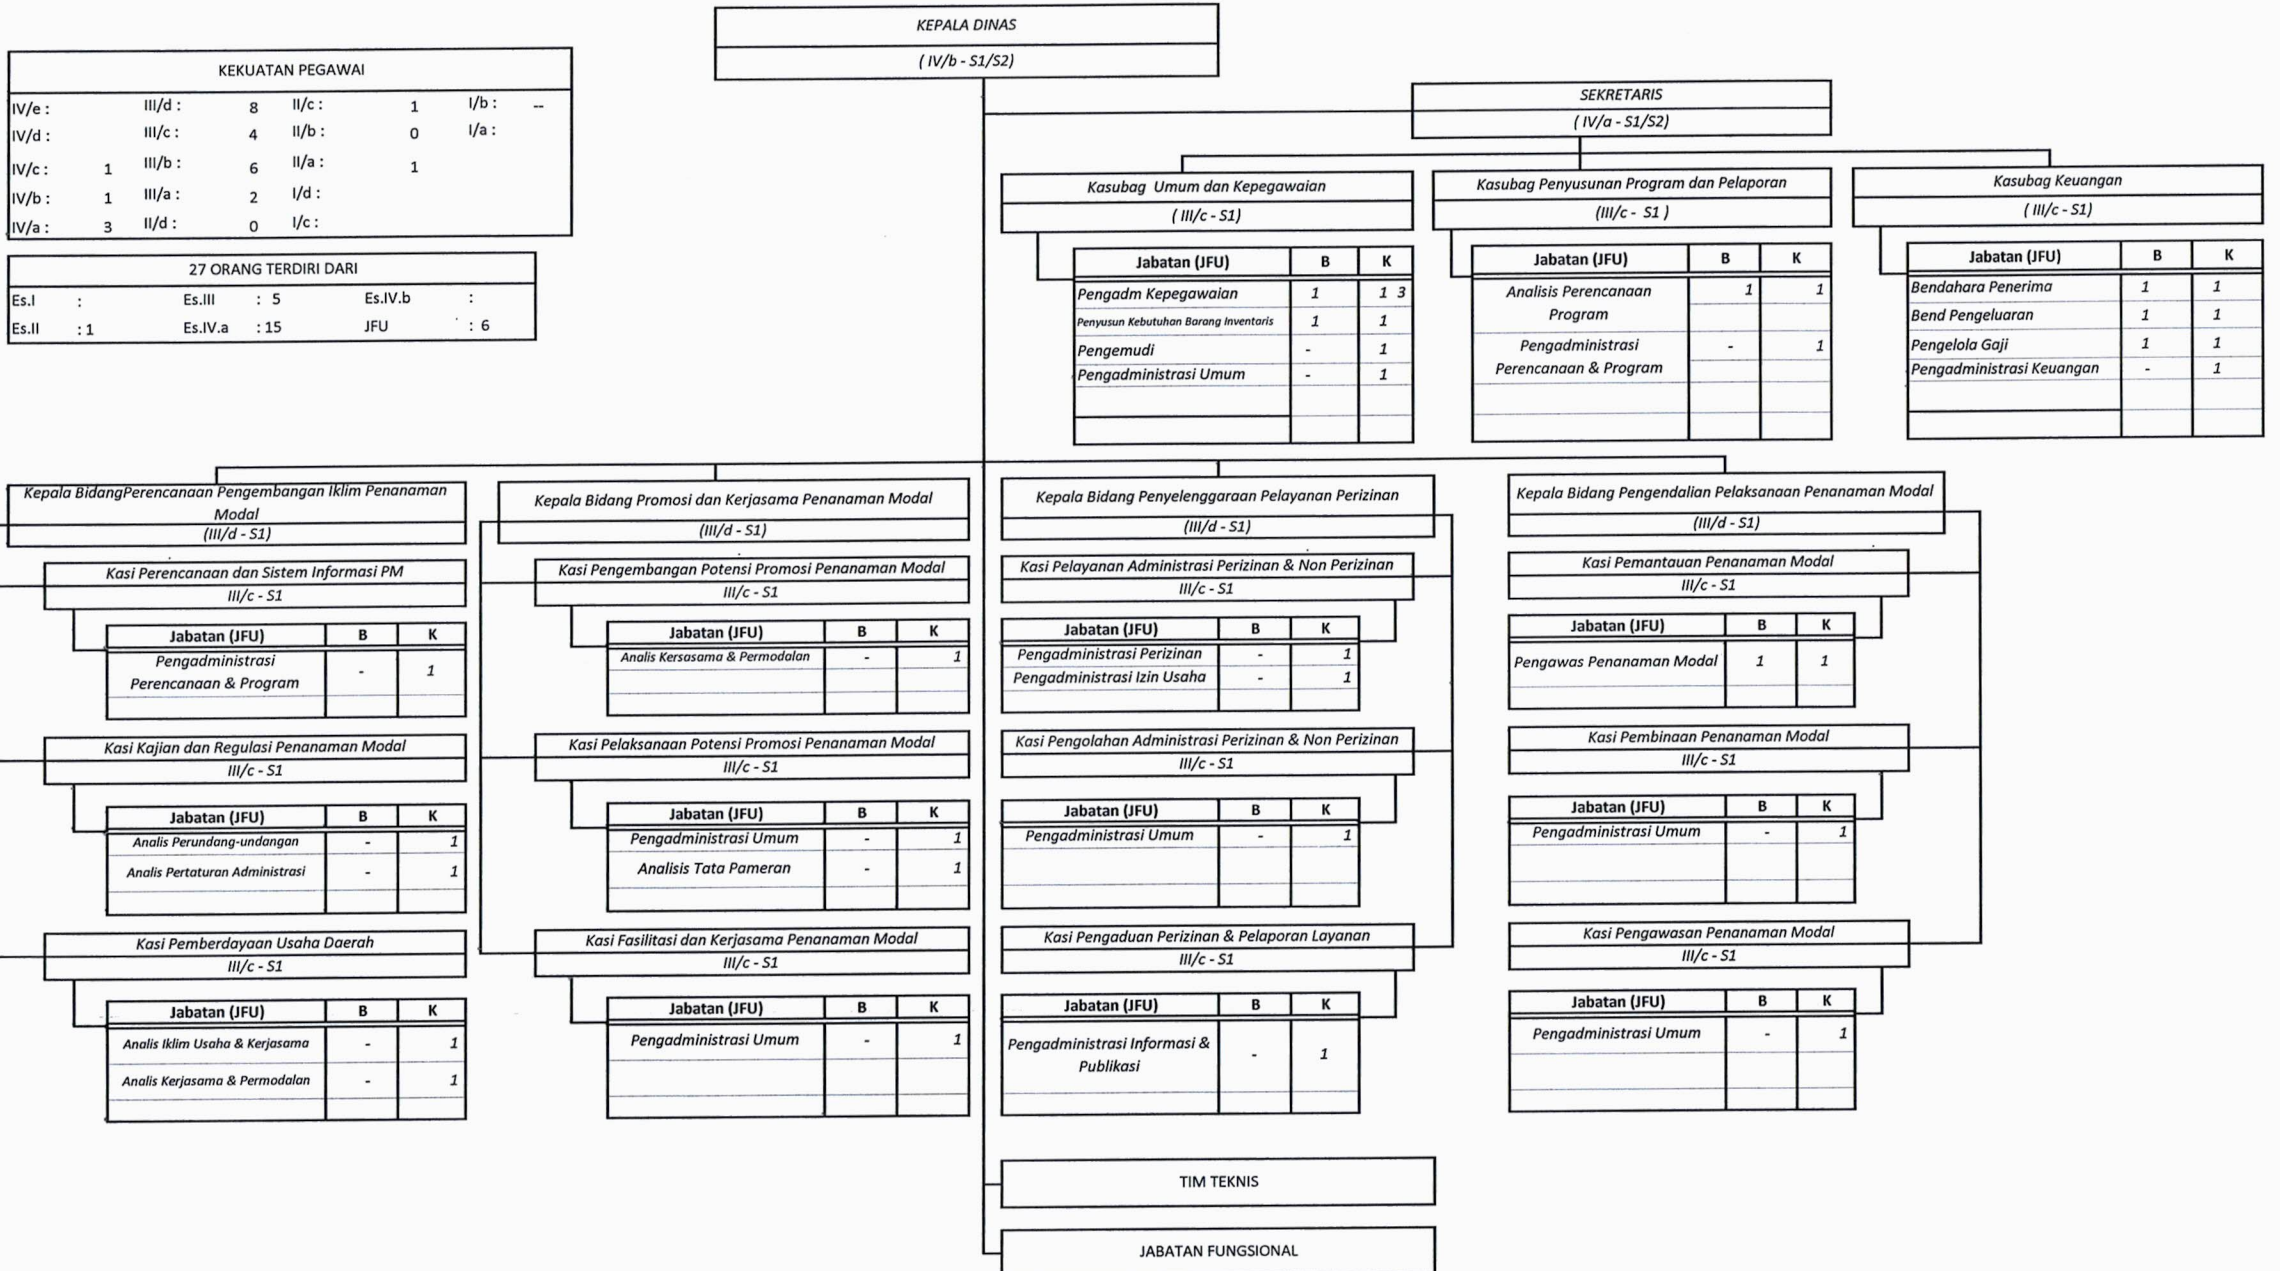 KEPALA DINAS
( IV/b - S1/S2)
KEKUATAN PEGAWAI
IV/e : III/d : 8 II/c : 1 I/b : --
IV/d : III/c : 4 II/b : 0 I/a :
IV/c : 1 III/b : 6 II/a : 1
IV/b : 1 III/a : 2 I/d :
IV/a : 3 II/d : 0 I/c :
27 ORANG TERDIRI DARI
Es.I : Es.III : 5 Es.IV.b :
Es.II : 1 Es.IV.a : 15 JFU : 6
SEKRETARIS
( IV/a - S1/S2)
Kasubag Umum dan Kepegawaian
( III/c - S1)
Jabatan (JFU) B K
Pengadm Kepegawaian 1 1 3
Penyusun Kebutuhan Barang Inventaris 1 1
Pengemudi - 1
Pengadministrasi Umum - 1
Kasubag Penyusunan Program dan Pelaporan
(III/c - S1 )
Jabatan (JFU) B K
Analisis Perencanaan 1 1
Program
Pengadministrasi - 1
Perencanaan & Program
Kasubag Keuangan
( III/c - S1)
Jabatan (JFU) B K
Bendahara Penerima 1 1
Bend Pengeluaran 1 1
Pengelola Gaji 1 1
Pengadministrasi Keuangan - 1
Kepala BidangPerencanaan Pengembangan Iklim Penanaman
Modal
(III/d - S1)
Kasi Perencanaan dan Sistem Informasi PM
III/c - S1
Jabatan (JFU) B K
Pengadministrasi
Perencanaan & Program - 1
Kasi Kajian dan Regulasi Penanaman Modal
III/c - S1
Jabatan (JFU) B K
Analis Perundang-undangan - 1
Analis Pertaturan Administrasi - 1
Kasi Pemberdayaan Usaha Daerah
III/c - S1
Jabatan (JFU) B K
Analis Iklim Usaha & Kerjasama - 1
Analis Kerjasama & Permodalan - 1
Kepala Bidang Promosi dan Kerjasama Penanaman Modal
(III/d - S1)
Kasi Pengembangan Potensi Promosi Penanaman Modal
III/c - S1
Jabatan (JFU) B K
Analis Kersasama & Permodalan - 1
Kasi Pelaksanaan Potensi Promosi Penanaman Modal
III/c - S1
Jabatan (JFU) B K
Pengadministrasi Umum - 1
Analisis Tata Pameran - 1
Kasi Fasilitasi dan Kerjasama Penanaman Modal
III/c - S1
Jabatan (JFU) B K
Pengadministrasi Umum - 1
Kepala Bidang Penyelenggaraan Pelayanan Perizinan
(III/d - S1)
Kasi Pelayanan Administrasi Perizinan & Non Perizinan
III/c - S1
Jabatan (JFU) B K
Pengadministrasi Perizinan - 1
Pengadministrasi Izin Usaha - 1
Kasi Pengolahan Administrasi Perizinan & Non Perizinan
III/c - S1
Jabatan (JFU) B K
Pengadministrasi Umum - 1
Kasi Pengaduan Perizinan & Pelaporan Layanan
III/c - S1
Jabatan (JFU) B K
Pengadministrasi Informasi &
Publikasi - 1
Kepala Bidang Pengendalian Pelaksanaan Penanaman Modal
(III/d - S1)
Kasi Pemantauan Penanaman Modal
III/c - S1
Jabatan (JFU) B K
Pengawas Penanaman Modal 1 1
Kasi Pembinaan Penanaman Modal
III/c - S1
Jabatan (JFU) B K
Pengadministrasi Umum - 1
Kasi Pengawasan Penanaman Modal
III/c - S1
Jabatan (JFU) B K
Pengadministrasi Umum - 1
TIM TEKNIS
JABATAN FUNGSIONAL